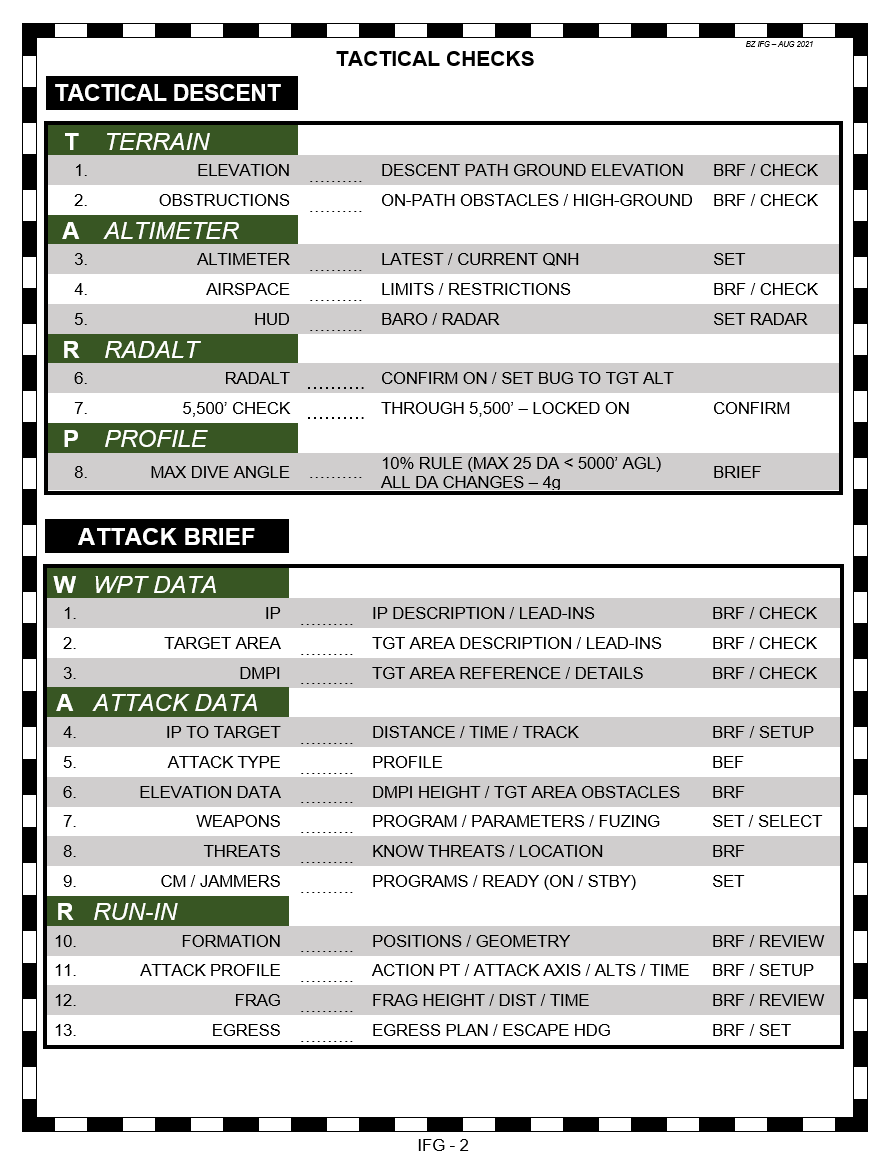 BZ IFG – AUG 2021
TACTICAL CHECKS
TACTICAL DESCENT
T TERRAIN
1. ELEVATION .......... DESCENT PATH GROUND ELEVATION BRF / CHECK
2. OBSTRUCTIONS .......... ON-PATH OBSTACLES / HIGH-GROUND BRF / CHECK
A ALTIMETER
3. ALTIMETER .......... LATEST / CURRENT QNH SET
4. AIRSPACE .......... LIMITS / RESTRICTIONS BRF / CHECK
5. HUD .......... BARO / RADAR SET RADAR
R RADALT
6. RADALT .......... CONFIRM ON / SET BUG TO TGT ALT
7. 5,500’ CHECK .......... THROUGH 5,500’ – LOCKED ON CONFIRM
P PROFILE
8. MAX DIVE ANGLE .......... 10% RULE (MAX 25 DA < 5000’ AGL) BRIEF
ALL DA CHANGES – 4g
ATTACK BRIEF
W WPT DATA
1. IP .......... IP DESCRIPTION / LEAD-INS BRF / CHECK
2. TARGET AREA .......... TGT AREA DESCRIPTION / LEAD-INS BRF / CHECK
3. DMPI .......... TGT AREA REFERENCE / DETAILS BRF / CHECK
A ATTACK DATA
4. IP TO TARGET .......... DISTANCE / TIME / TRACK BRF / SETUP
5. ATTACK TYPE .......... PROFILE BEF
6. ELEVATION DATA .......... DMPI HEIGHT / TGT AREA OBSTACLES BRF
7. WEAPONS .......... PROGRAM / PARAMETERS / FUZING SET / SELECT
8. THREATS .......... KNOW THREATS / LOCATION BRF
9. CM / JAMMERS .......... PROGRAMS / READY (ON / STBY) SET
R RUN-IN
10. FORMATION .......... POSITIONS / GEOMETRY BRF / REVIEW
11. ATTACK PROFILE .......... ACTION PT / ATTACK AXIS / ALTS / TIME BRF / SETUP
12. FRAG .......... FRAG HEIGHT / DIST / TIME BRF / REVIEW
13. EGRESS .......... EGRESS PLAN / ESCAPE HDG BRF / SET
IFG - 2